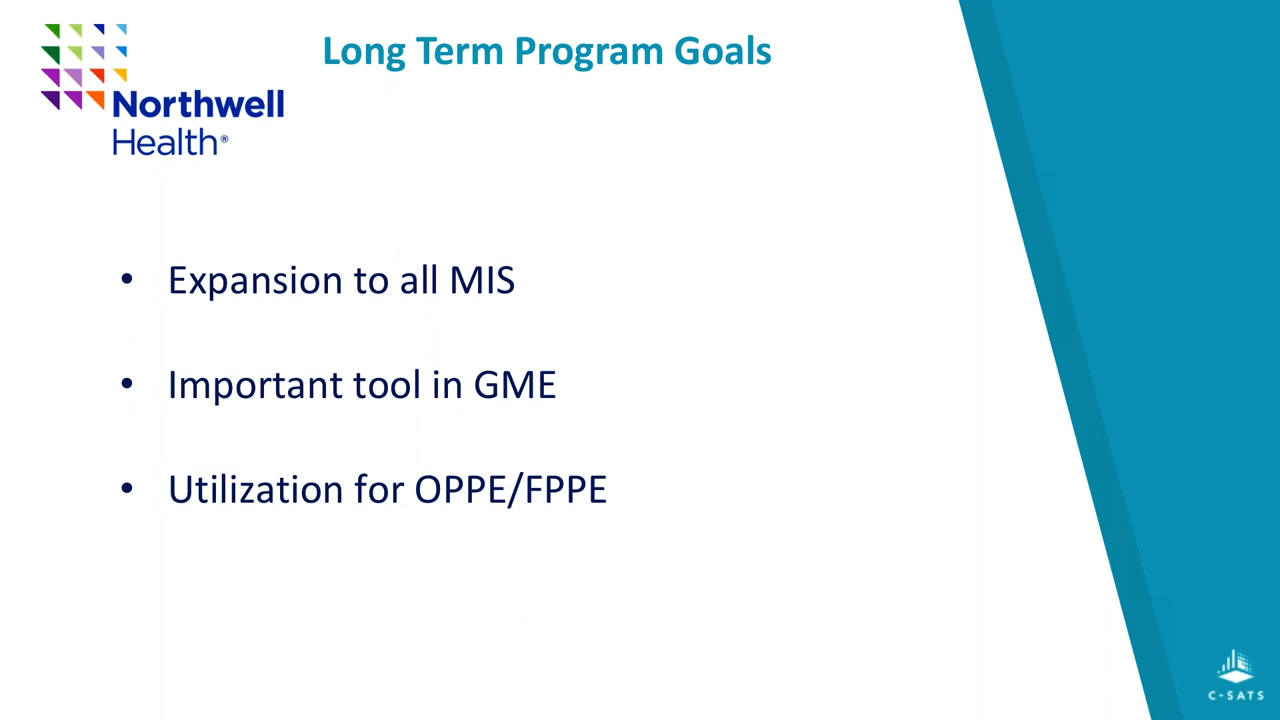 Long Term Program Goals
Northwell
Health®
• Expansion to all MIS
• Important tool in GME
• Utilization for OPPE/FPPE
C-SATS